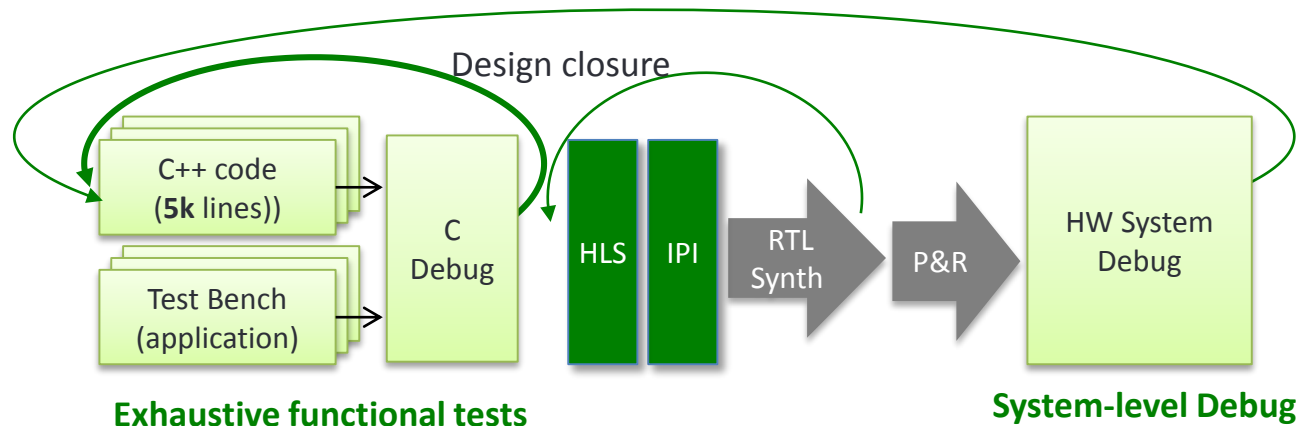 Design closure
C++ code
(5k lines))
Test Bench
(application)
C
Debug
HLS
IPI
RTL
Synth
P&R
HW System
Debug
Exhaustive functional tests
System-level Debug